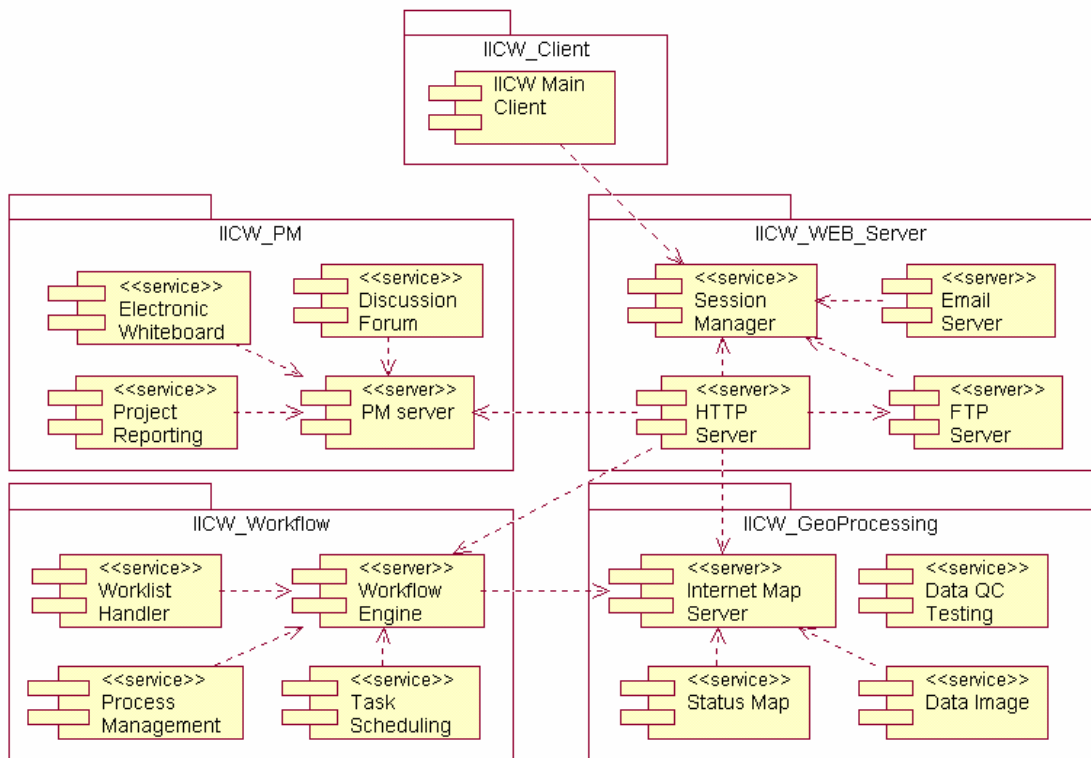 IICW_Client
IICW Main
Client
IICW_PM
<<service>>
Electronic
Whiteboard
<<service>>
Discussion
Forum
<<service>>
Project
Reporting
<<server>>
PM server
IICW_WEB_Server
<<service>>
Session
Manager
<<server>>
Email
Server
<<server>>
HTTP
Server
<<server>>
FTP
Server
IICW_Workflow
<<service>>
Worklist
Handler
<<server>>
Workflow
Engine
<<service>>
Process
Management
<<service>>
Task
Scheduling
IICW_GeoProcessing
<<server>>
Internet Map
Server
<<service>>
Data QC
Testing
<<service>>
Status Map
<<service>>
Data Image